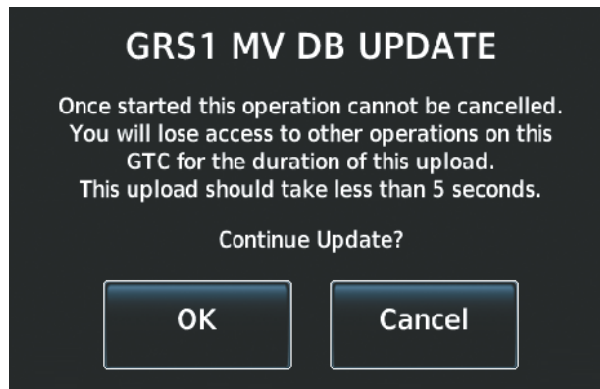 GRS1 MV DB UPDATE
Once started this operation cannot be cancelled.
You will lose access to other operations on this
GTC for the duration of this upload.
This upload should take less than 5 seconds.
Continue Update?
OK
Cancel